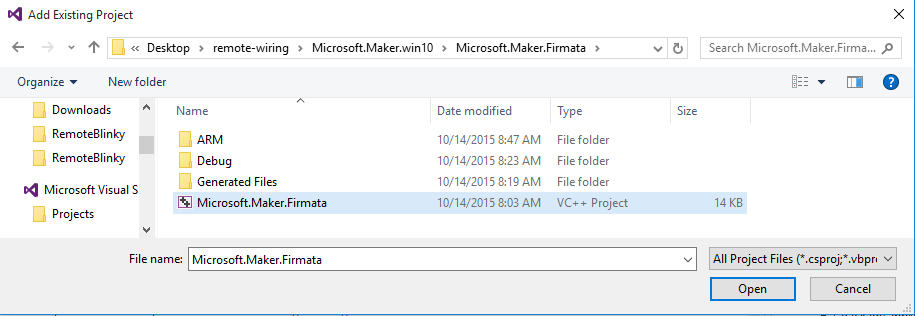 Add Existing Project
« Desktop > remote-wiring > Microsoft.Maker.win10 > Microsoft.Maker.Firmata >
Search Microsoft.Maker.Firma...
Organize New folder
Downloads
RemoteBlinky
RemoteBlinky
Microsoft Visual S
Projects
Name Date modified Type Size
ARM 10/14/2015 8:47 AM File folder
Debug 10/14/2015 8:23 AM File folder
Generated Files 10/14/2015 8:19 AM File folder
Microsoft.Maker.Firmata 10/14/2015 8:03 AM VC++ Project 14 KB
File name: Microsoft.Maker.Firmata All Project Files (*.csproj;*.vbpro
Open Cancel